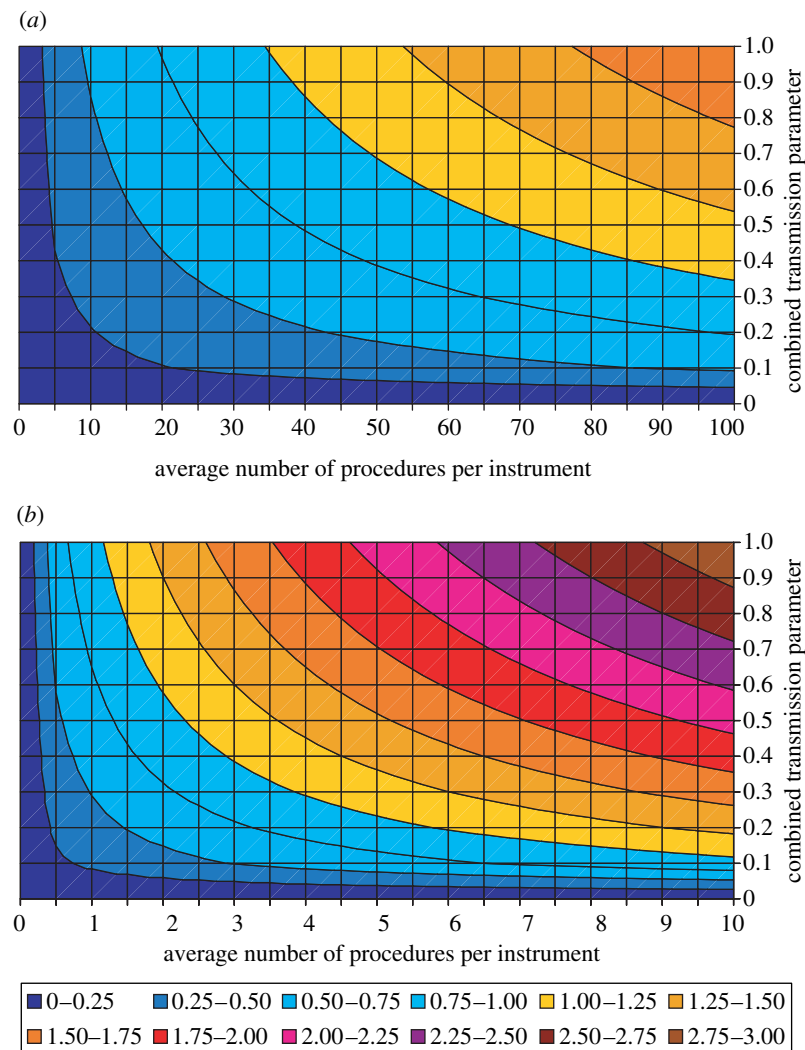 (a)
1.0
0.9
0.8
0.7
0.6
0.5
0.4
0.3
0.2
0.1
0
combined transmission parameter
0 10 20 30 40 50 60 70 80 90 100
average number of procedures per instrument
(b)
1.0
0.9
0.8
0.7
0.6
0.5
0.4
0.3
0.2
0.1
0
combined transmission parameter
0 1 2 3 4 5 6 7 8 9 10
average number of procedures per instrument
0–0.25 0.25–0.50 0.50–0.75 0.75–1.00 1.00–1.25 1.25–1.50
1.50–1.75 1.75–2.00 2.00–2.25 2.25–2.50 2.50–2.75 2.75–3.00